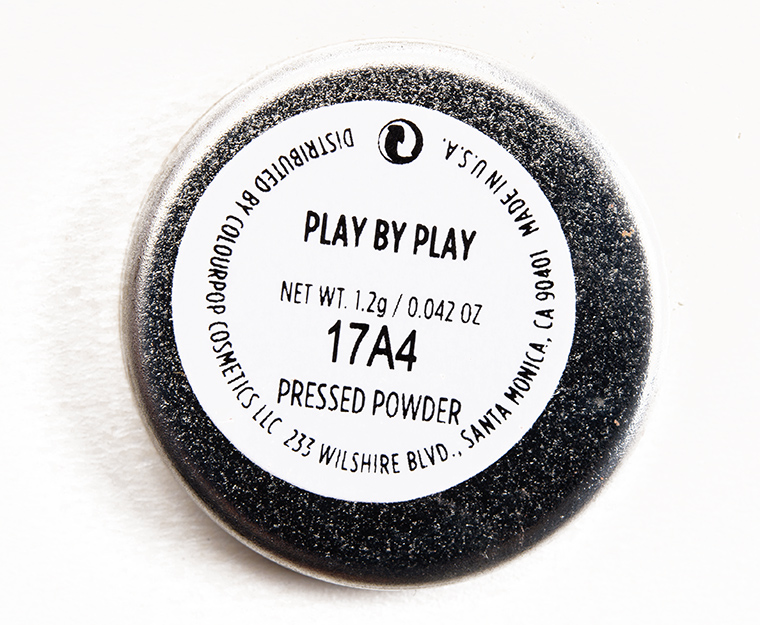 PLAY BY PLAY
NET WT. 1.2g / 0.042 OZ
17A4
PRESSED POWDER
DISTRIBUTED BY COLOURPOP COSMETICS LLC 233 WILSHIRE BLVD., SANTA MONICA, CA 90401 MADE IN U.S.A.